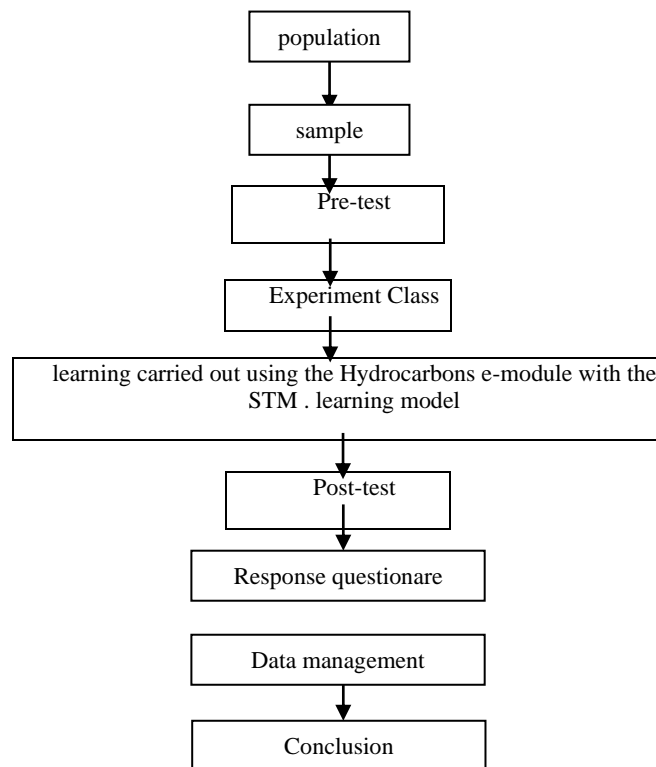 population
sample
Pre-test
Experiment Class
learning carried out using the Hydrocarbons e-module with the
STM . learning model
Post-test
Response questionare
Data management
Conclusion